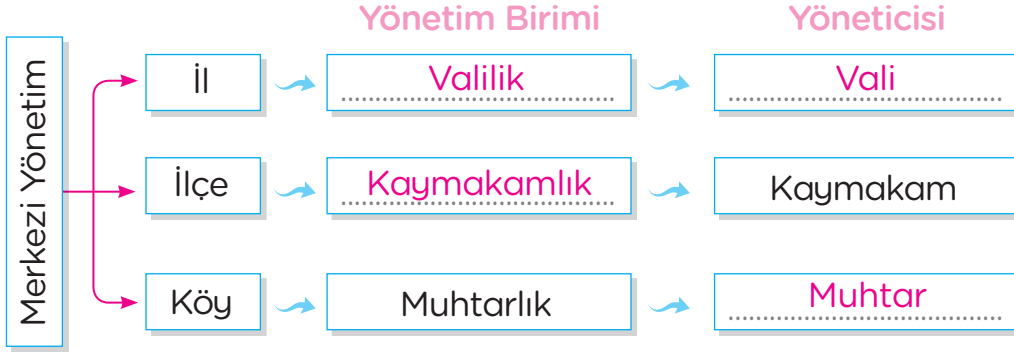 Yönetim Birimi Yöneticisi
Merkezi Yönetim
İl Valilik Vali
İlçe Kaymakamlık Kaymakam
Köy Muhtarlık Muhtar